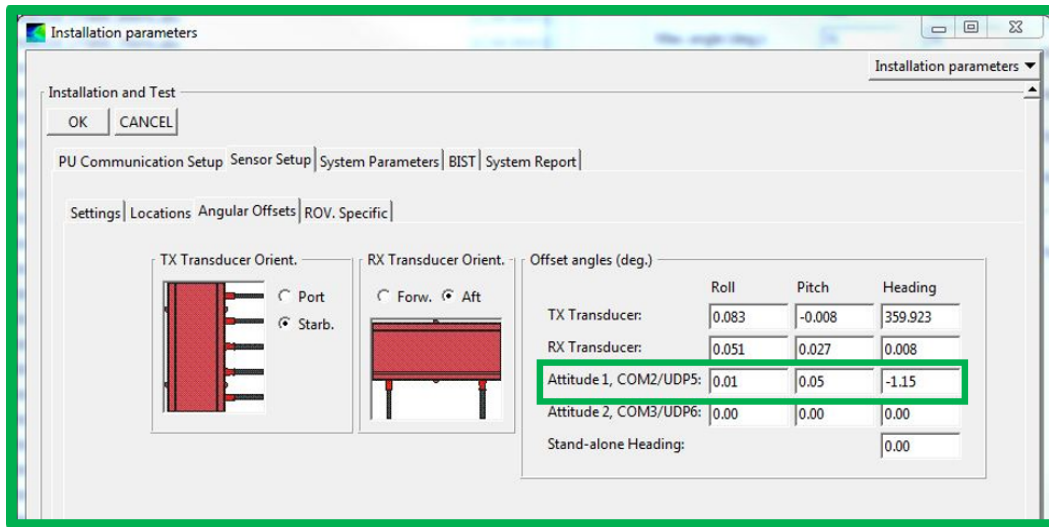 Installation parameters
Installation parameters
Installation and Test
OK CANCEL
PU Communication Setup Sensor Setup System Parameters BIST System Report
Settings Locations Angular Offsets ROV. Specific
TX Transducer Orient. RX Transducer Orient. Offset angles (deg.)
Port Forw. Aft Roll Pitch Heading
Starb. TX Transducer: 0.083 -0.008 359.923
RX Transducer: 0.051 0.027 0.008
Attitude 1, COM2/UDP5: 0.01 0.05 -1.15
Attitude 2, COM3/UDP6: 0.00 0.00 0.00
Stand-alone Heading: 0.00